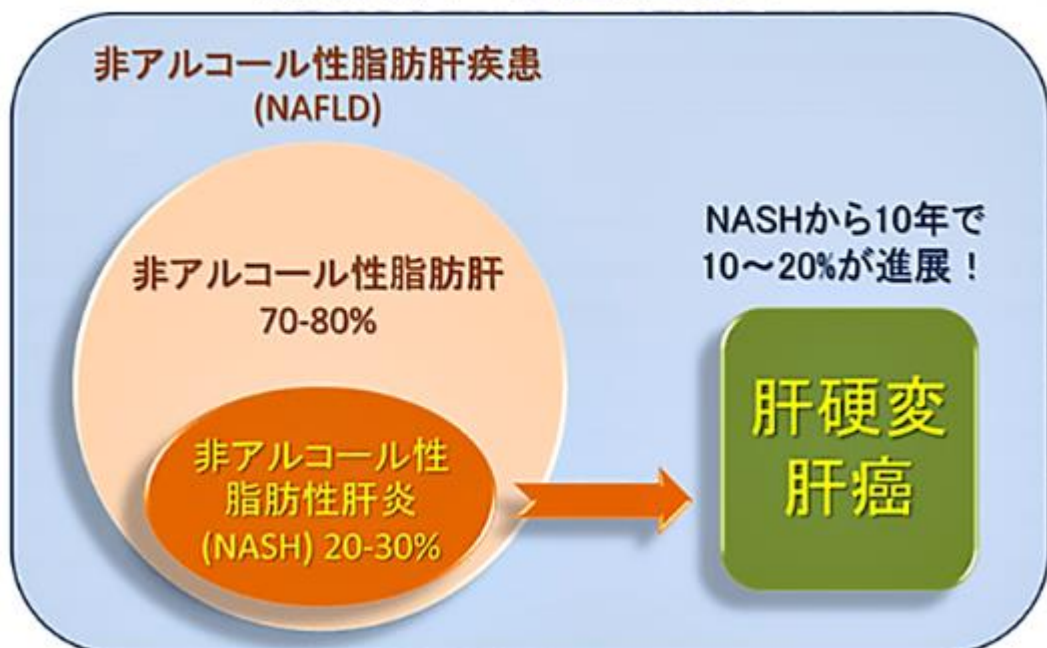 非アルコール性脂肪肝疾患
(NAFLD)
非アルコール性脂肪肝
70-80%
非アルコール性
脂肪性肝炎
(NASH) 20-30%
NASHから10年で
10～20%が進展！
肝硬変
肝癌